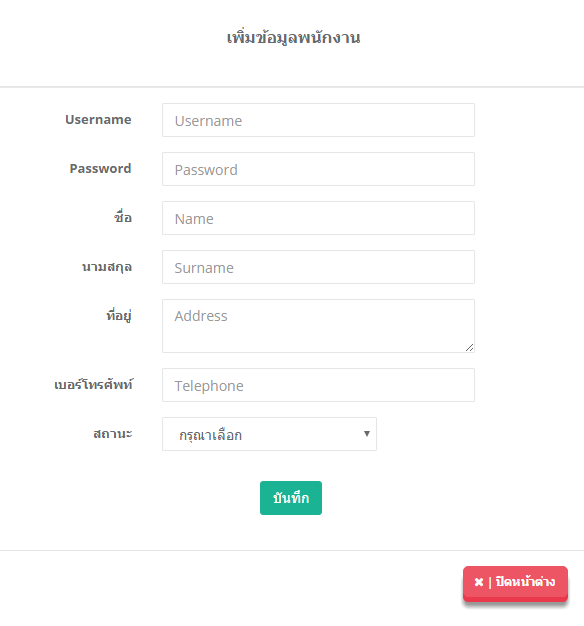 เพิ่มข้อมูลพนักงาน
Username Username
Password Password
ชื่อ Name
นามสกุล Surname
ที่อยู่ Address
เบอร์โทรศัพท์ Telephone
สถานะ กรุณาเลือก
บันทึก
✖ | ปิดหน้าต่าง